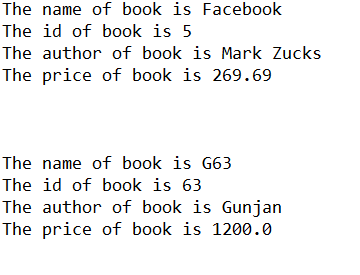 The name of book is Facebook
The id of book is 5
The author of book is Mark Zucks
The price of book is 269.69
The name of book is G63
The id of book is 63
The author of book is Gunjan
The price of book is 1200.0